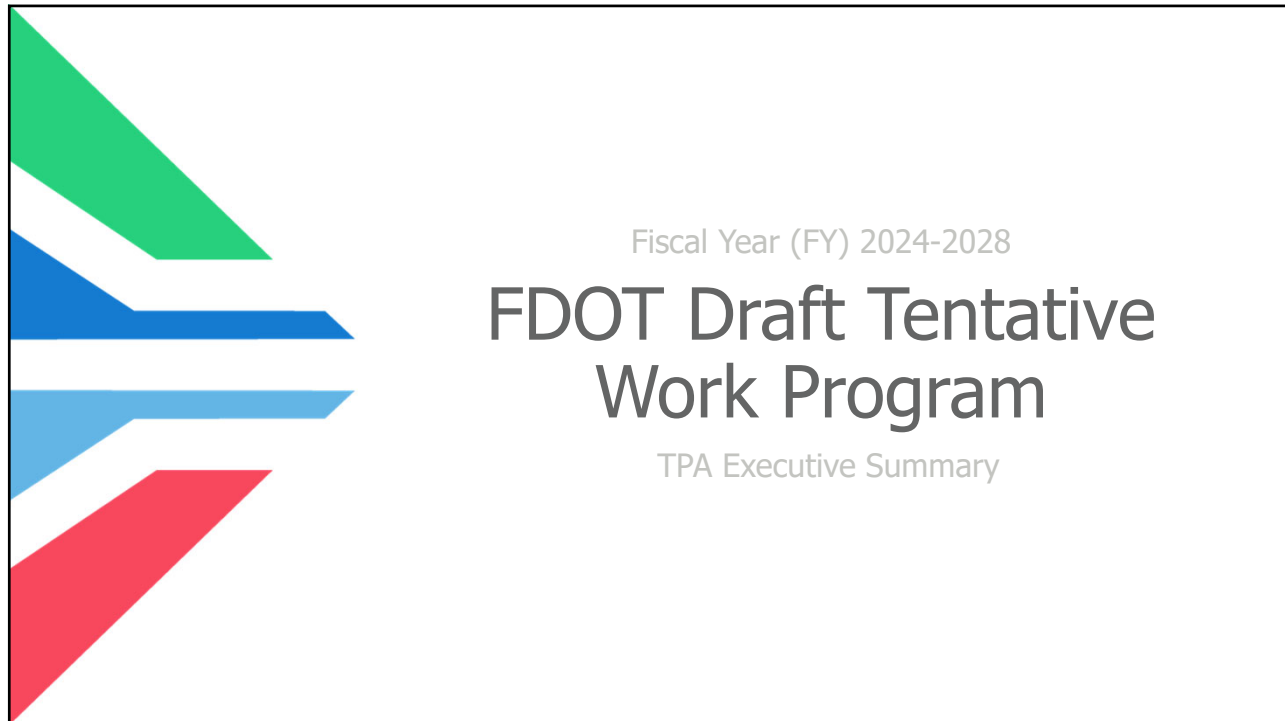 Fiscal Year (FY) 2024-2028
FDOT Draft Tentative
Work Program
TPA Executive Summary